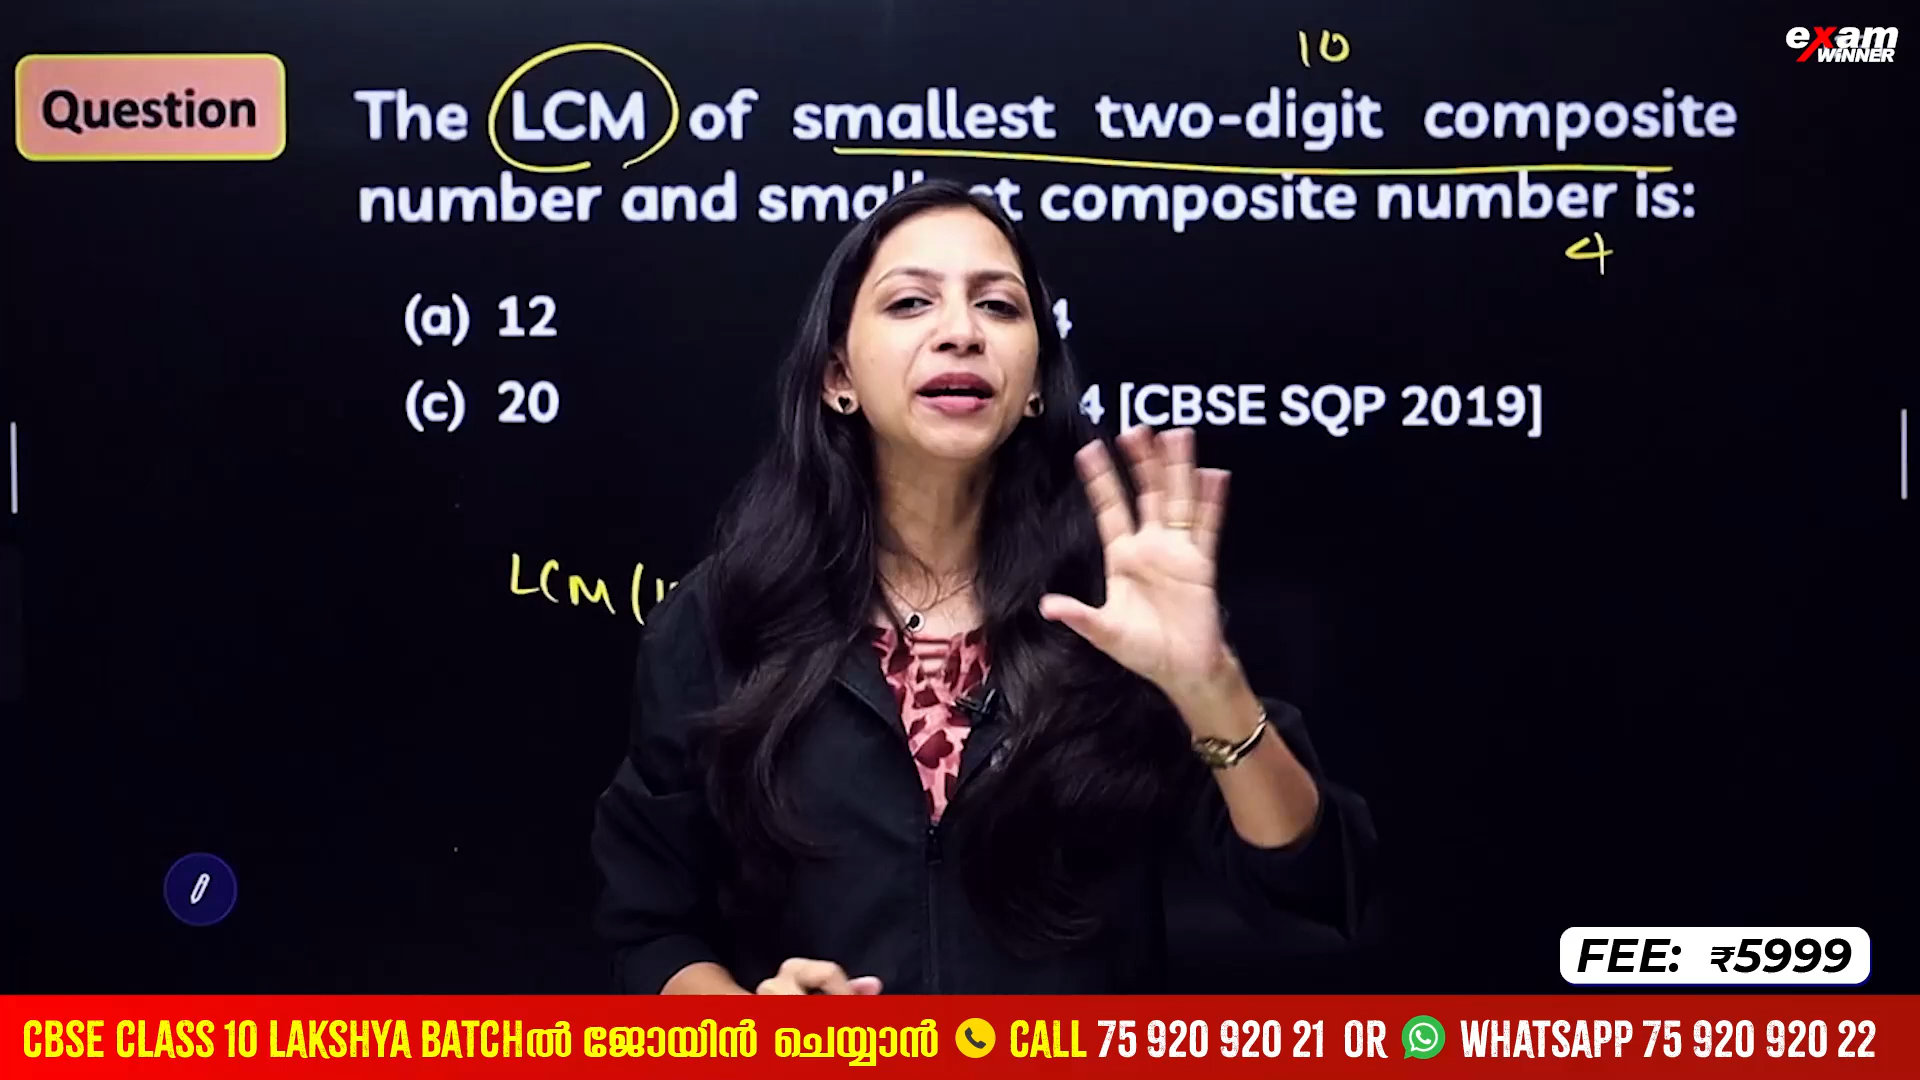 exam
WINNER
10
Question
The LCM of smallest two-digit composite
number and composite number is:
4
(a) 12
(c) 20
[CBSE SQP 2019]
LCM (
FEE: ₹5999
CBSE CLASS 10 LAKSHYA BATCHൽ ജോയിൻ ചെയ്യാൻ CALL 75 920 920 21 OR WHATSAPP 75 920 920 22